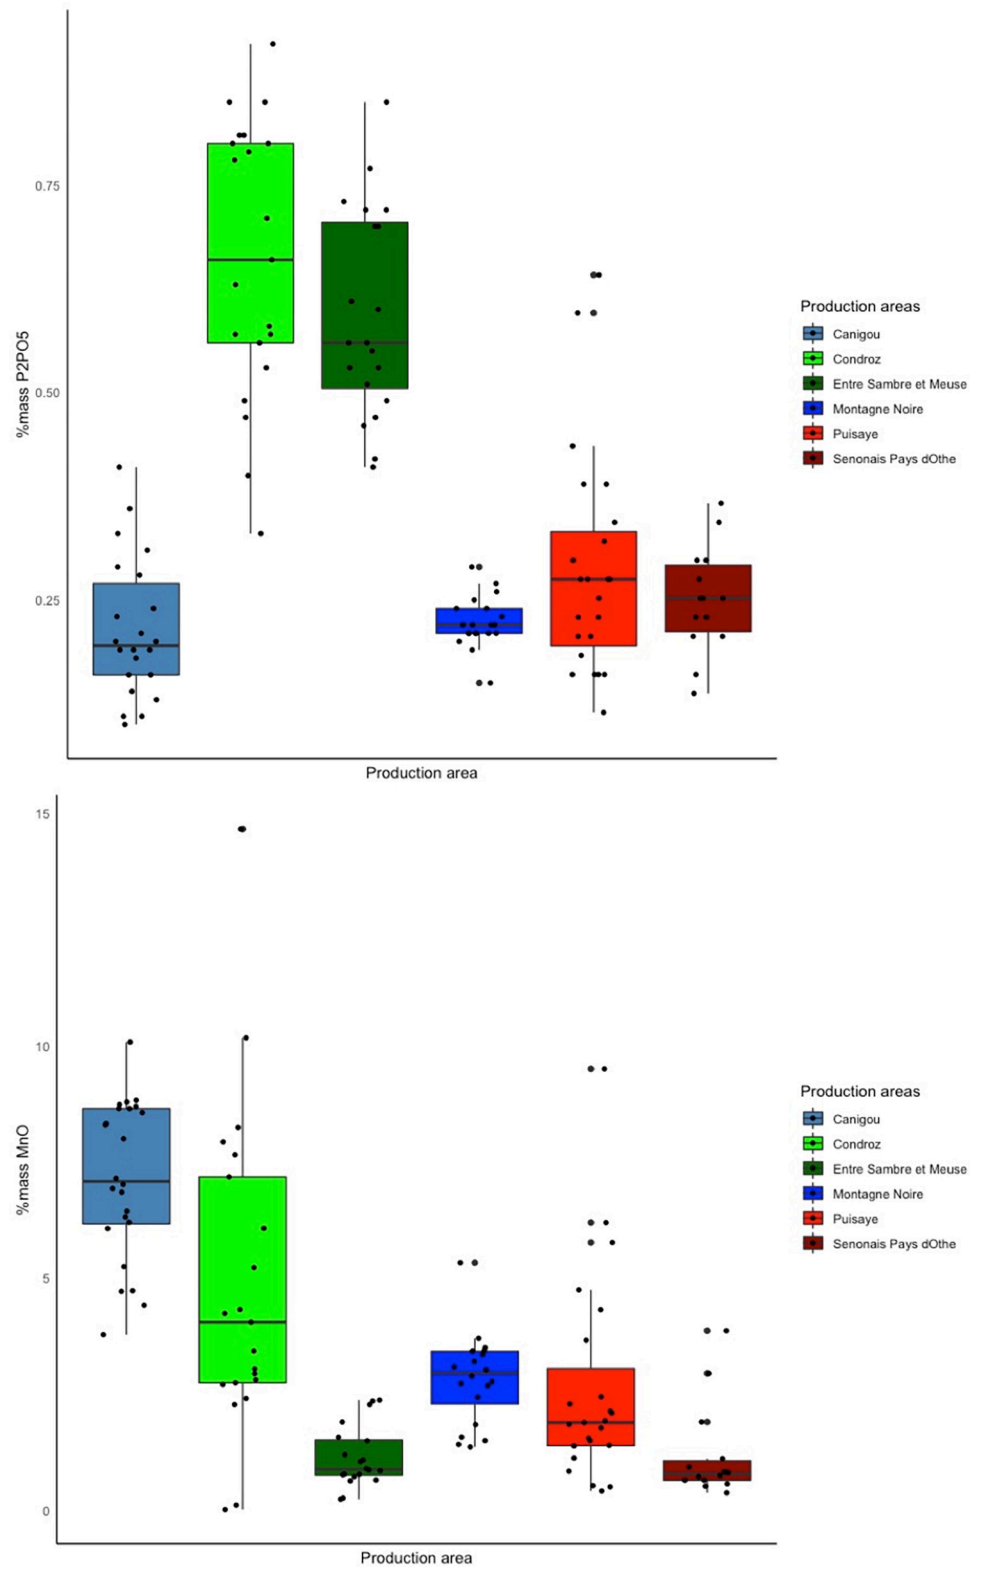 %mass P2PO5
0.75
0.50
0.25
Production area
Production areas
Canigou
Condroz
Entre Sambre et Meuse
Montagne Noire
Puisaye
Senonais Pays dOthe
%mass MnO
15
10
5
0
Production area
Production areas
Canigou
Condroz
Entre Sambre et Meuse
Montagne Noire
Puisaye
Senonais Pays dOthe